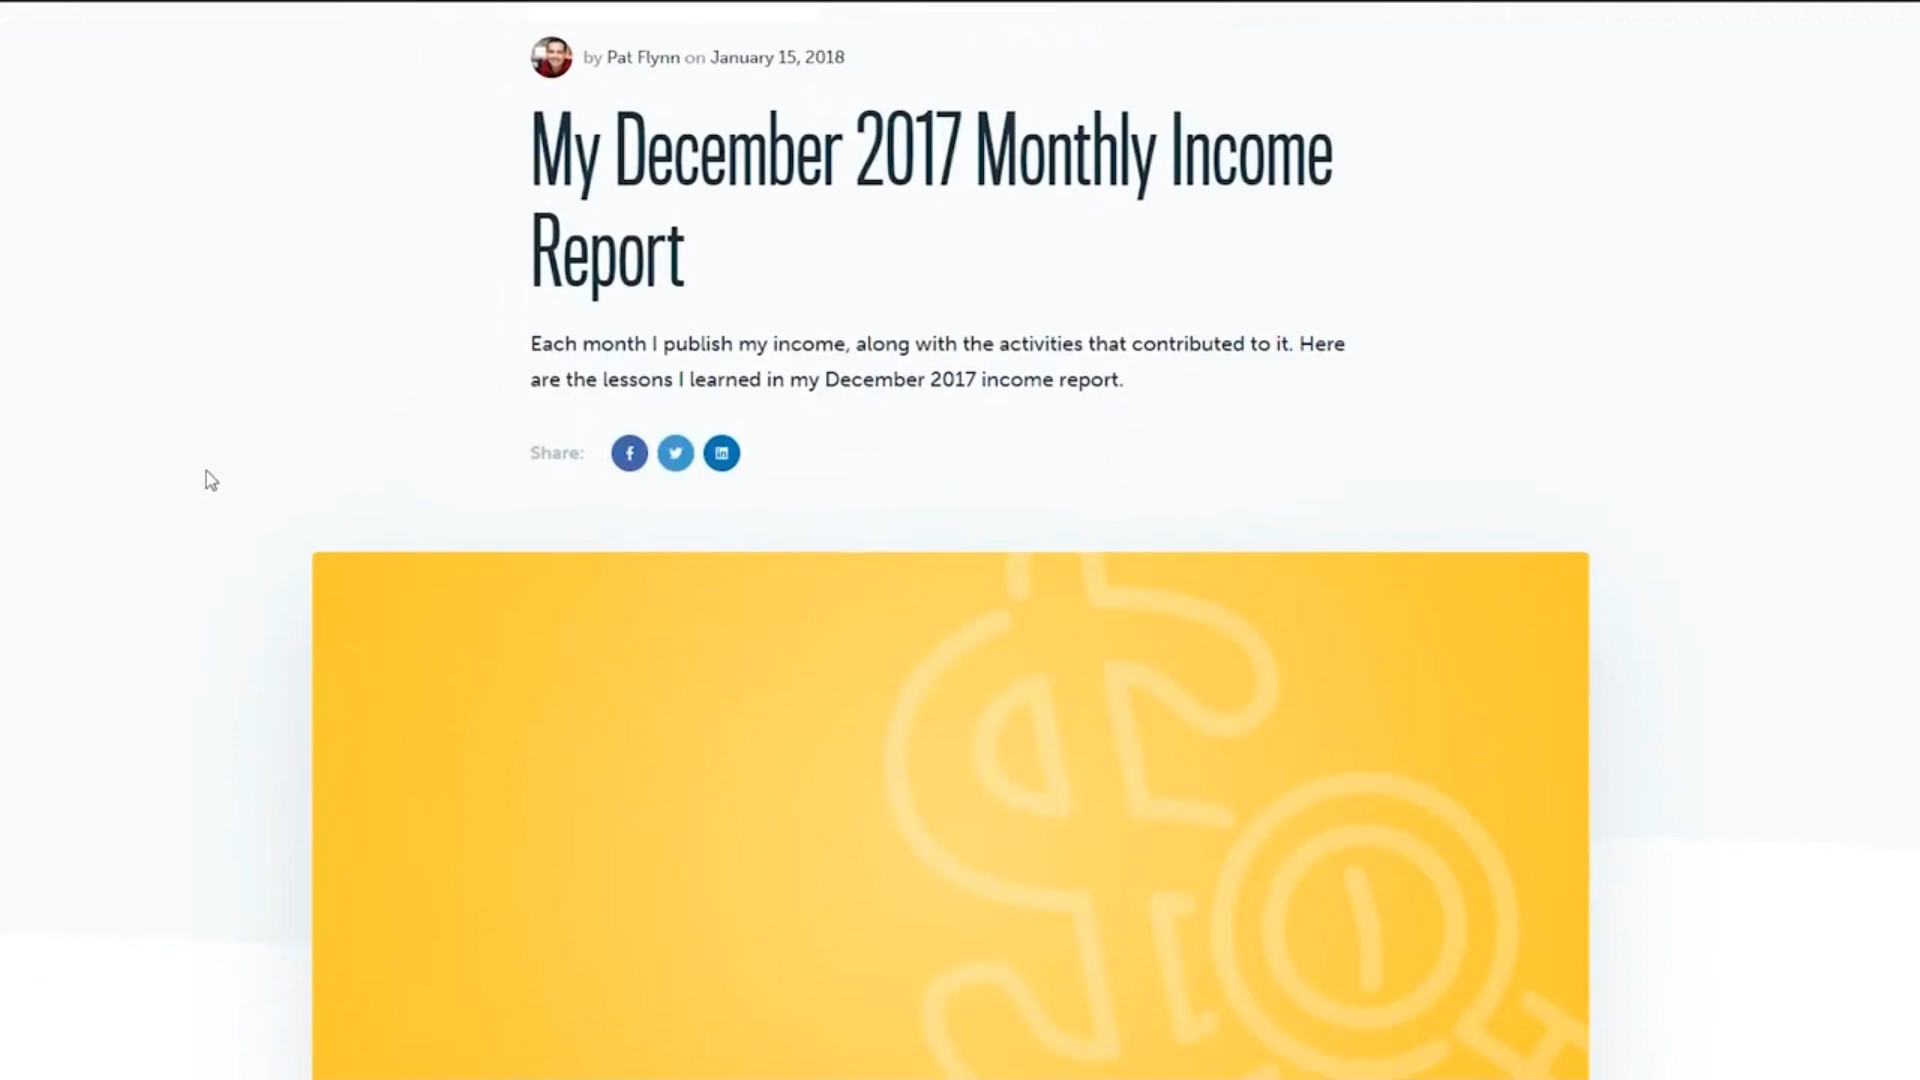 by Pat Flynn on January 15, 2018
My December 2017 Monthly Income
Report
Each month I publish my income, along with the activities that contributed to it. Here
are the lessons I learned in my December 2017 income report.
Share: